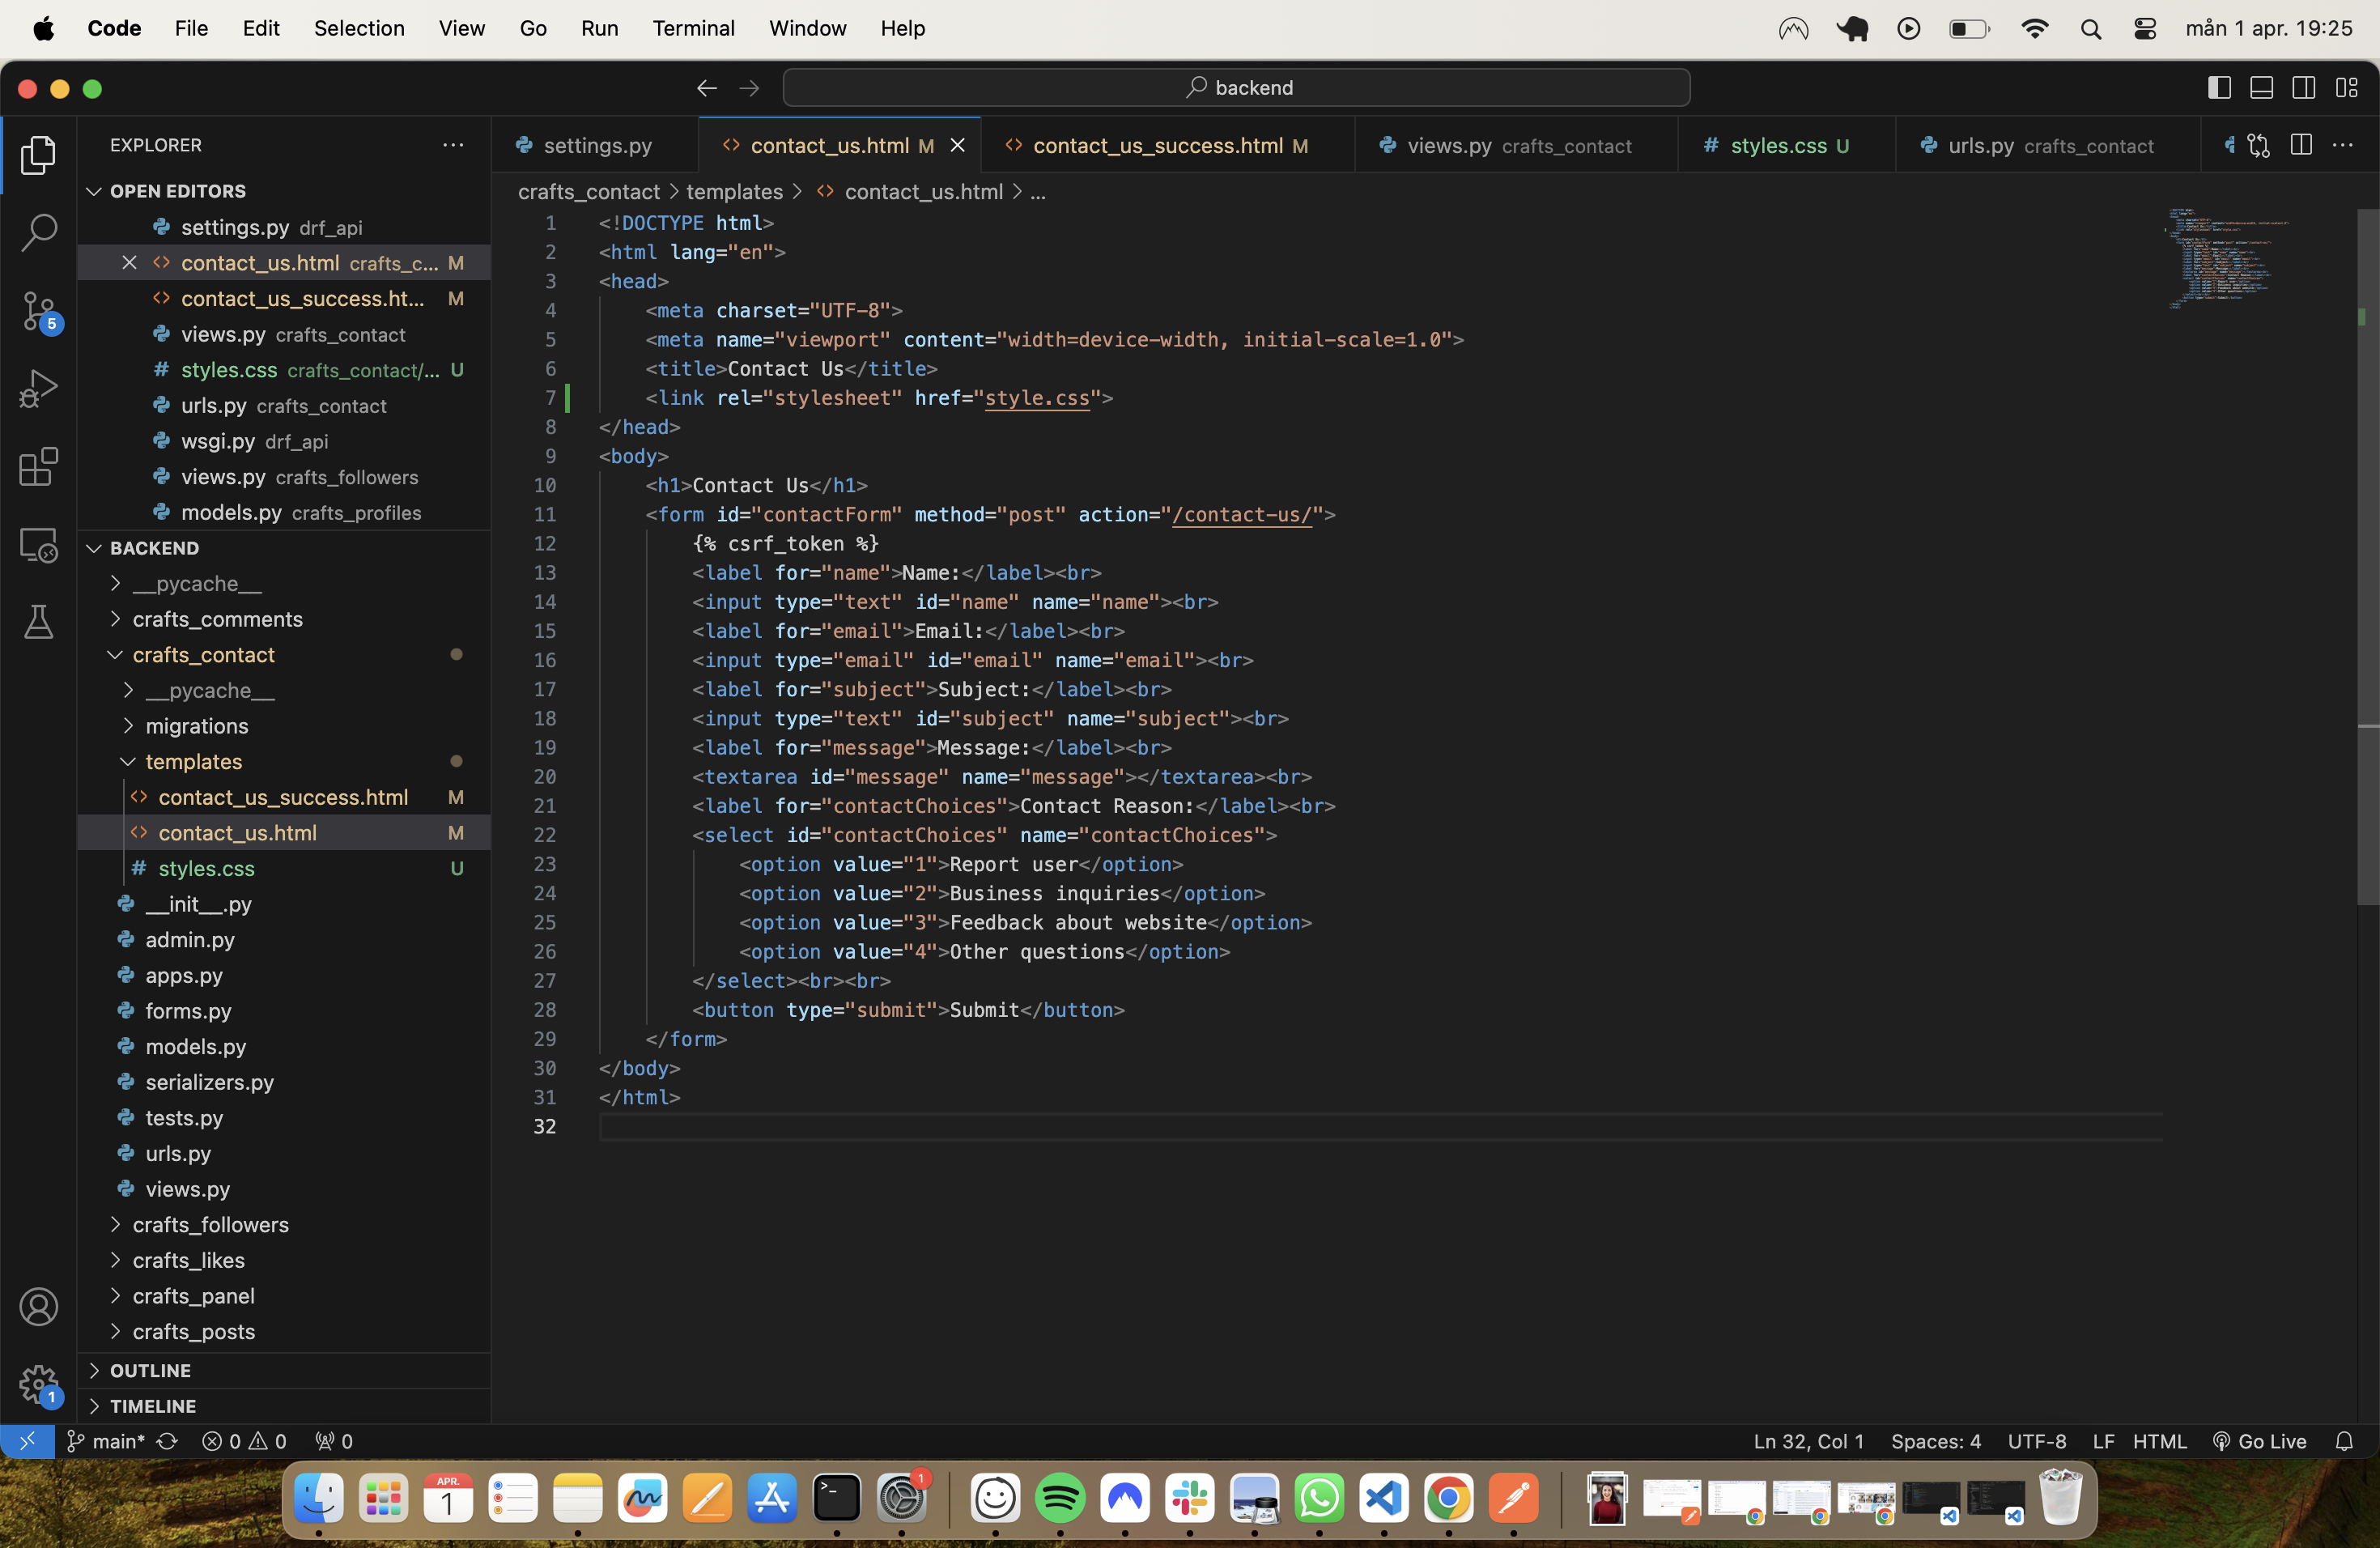 Code File Edit Selection View Go Run Terminal Window Help mån 1 apr. 19:25
backend
EXPLORER
settings.py
contact_us.html M
contact_us_success.html M
views.py crafts_contact
# styles.css U
urls.py crafts_contact
OPEN EDITORS
settings.py drf_api
contact_us.html crafts_c... M
contact_us_success.ht... M
views.py crafts_contact
# styles.css crafts_contact/... U
urls.py crafts_contact
wsgi.py drf_api
views.py crafts_followers
models.py crafts_profiles
BACKEND
__pycache__
crafts_comments
crafts_contact
__pycache__
migrations
templates
contact_us_success.html M
contact_us.html M
# styles.css U
__init__.py
admin.py
apps.py
forms.py
models.py
serializers.py
tests.py
urls.py
views.py
crafts_followers
crafts_likes
crafts_panel
crafts_posts
OUTLINE
TIMELINE
5
1
crafts_contact > templates > contact_us.html > ...
1 <!DOCTYPE html>
2 <html lang="en">
3 <head>
4 <meta charset="UTF-8">
5 <meta name="viewport" content="width=device-width, initial-scale=1.0">
6 <title>Contact Us</title>
7 <link rel="stylesheet" href="style.css">
8 </head>
9 <body>
10 <h1>Contact Us</h1>
11 <form id="contactForm" method="post" action="/contact-us/">
12 {% csrf_token %}
13 <label for="name">Name:</label><br>
14 <input type="text" id="name" name="name"><br>
15 <label for="email">Email:</label><br>
16 <input type="email" id="email" name="email"><br>
17 <label for="subject">Subject:</label><br>
18 <input type="text" id="subject" name="subject"><br>
19 <label for="message">Message:</label><br>
20 <textarea id="message" name="message"></textarea><br>
21 <label for="contactChoices">Contact Reason:</label><br>
22 <select id="contactChoices" name="contactChoices">
23 <option value="1">Report user</option>
24 <option value="2">Business inquiries</option>
25 <option value="3">Feedback about website</option>
26 <option value="4">Other questions</option>
27 </select><br><br>
28 <button type="submit">Submit</button>
29 </form>
30 </body>
31 </html>
32
main* 0 0 0 Ln 32, Col 1 Spaces: 4 UTF-8 LF HTML Go Live
APR.
1
1